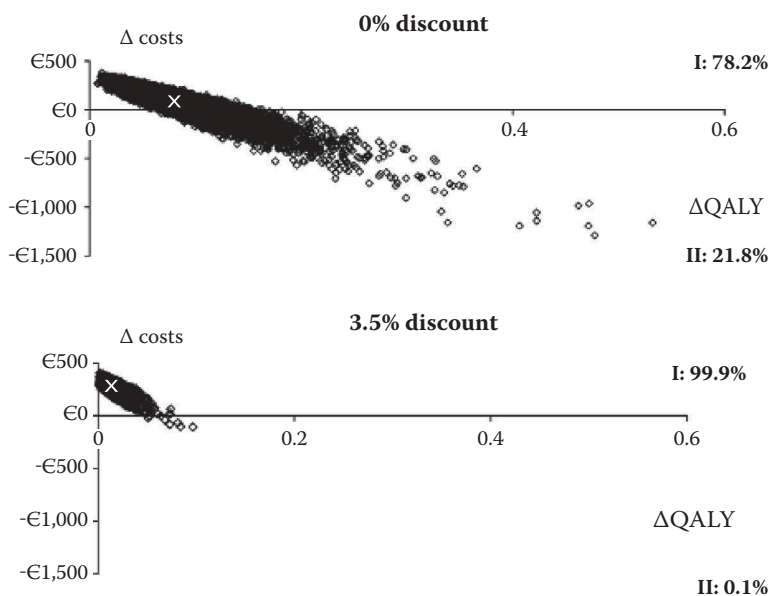 0% discount
Δ costs
€500
I: 78.2%
€0
0
0.4
0.6
-€500
-€1,000
ΔQALY
-€1,500
II: 21.8%
3.5% discount
Δ costs
€500
I: 99.9%
€0
0
0.2
0.4
0.6
-€500
-€1,000
ΔQALY
-€1,500
II: 0.1%